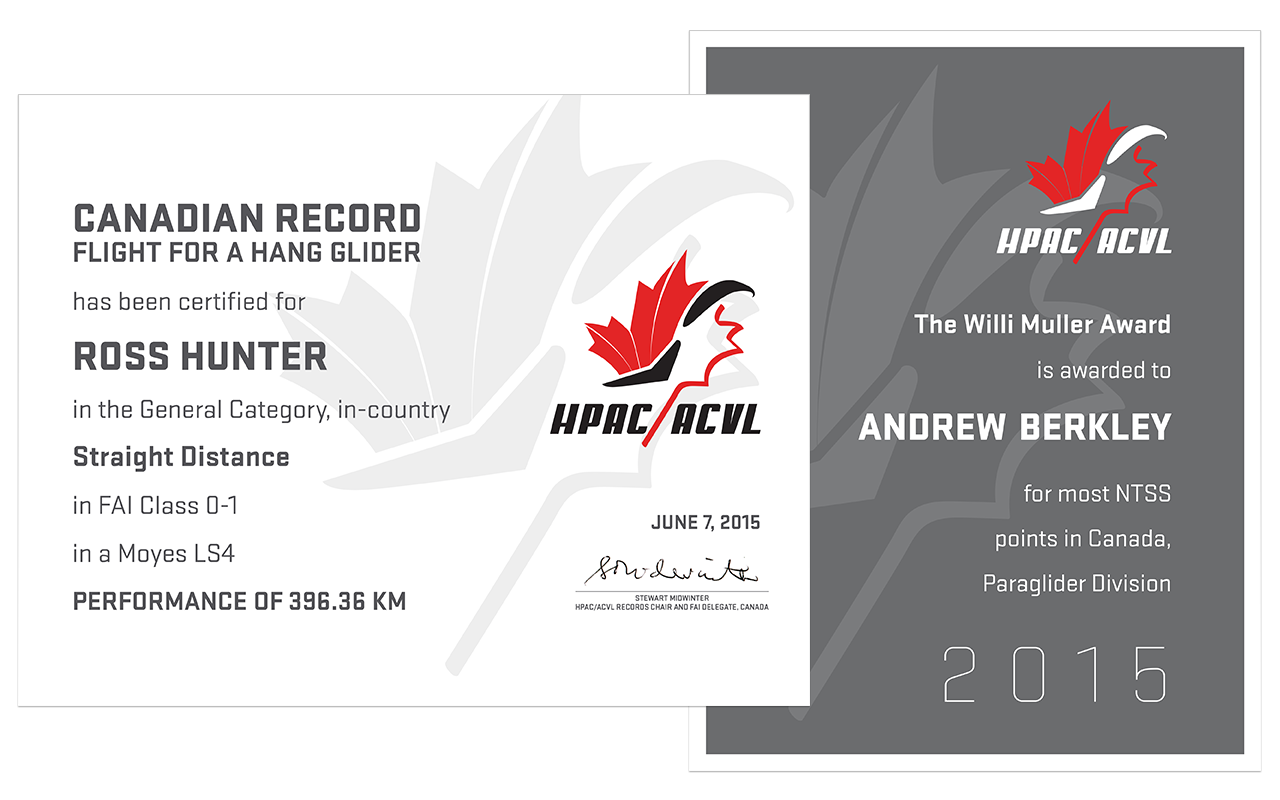 CANADIAN RECORD
FLIGHT FOR A HANG GLIDER
has been certified for
ROSS HUNTER
in the General Category, in-country
Straight Distance
in FAI Class O-1
in a Moyes LS4
PERFORMANCE OF 396.36 KM
HPAC/ACVL
JUNE 7, 2015
STEWART MIDWINTER
HPAC/ACVL RECORDS CHAIR AND FAI DELEGATE, CANADA
HPAC/ACVL
The Willi Muller Award
is awarded to
ANDREW BERKLEY
for most NTSS
points in Canada,
Paraglider Division
2015